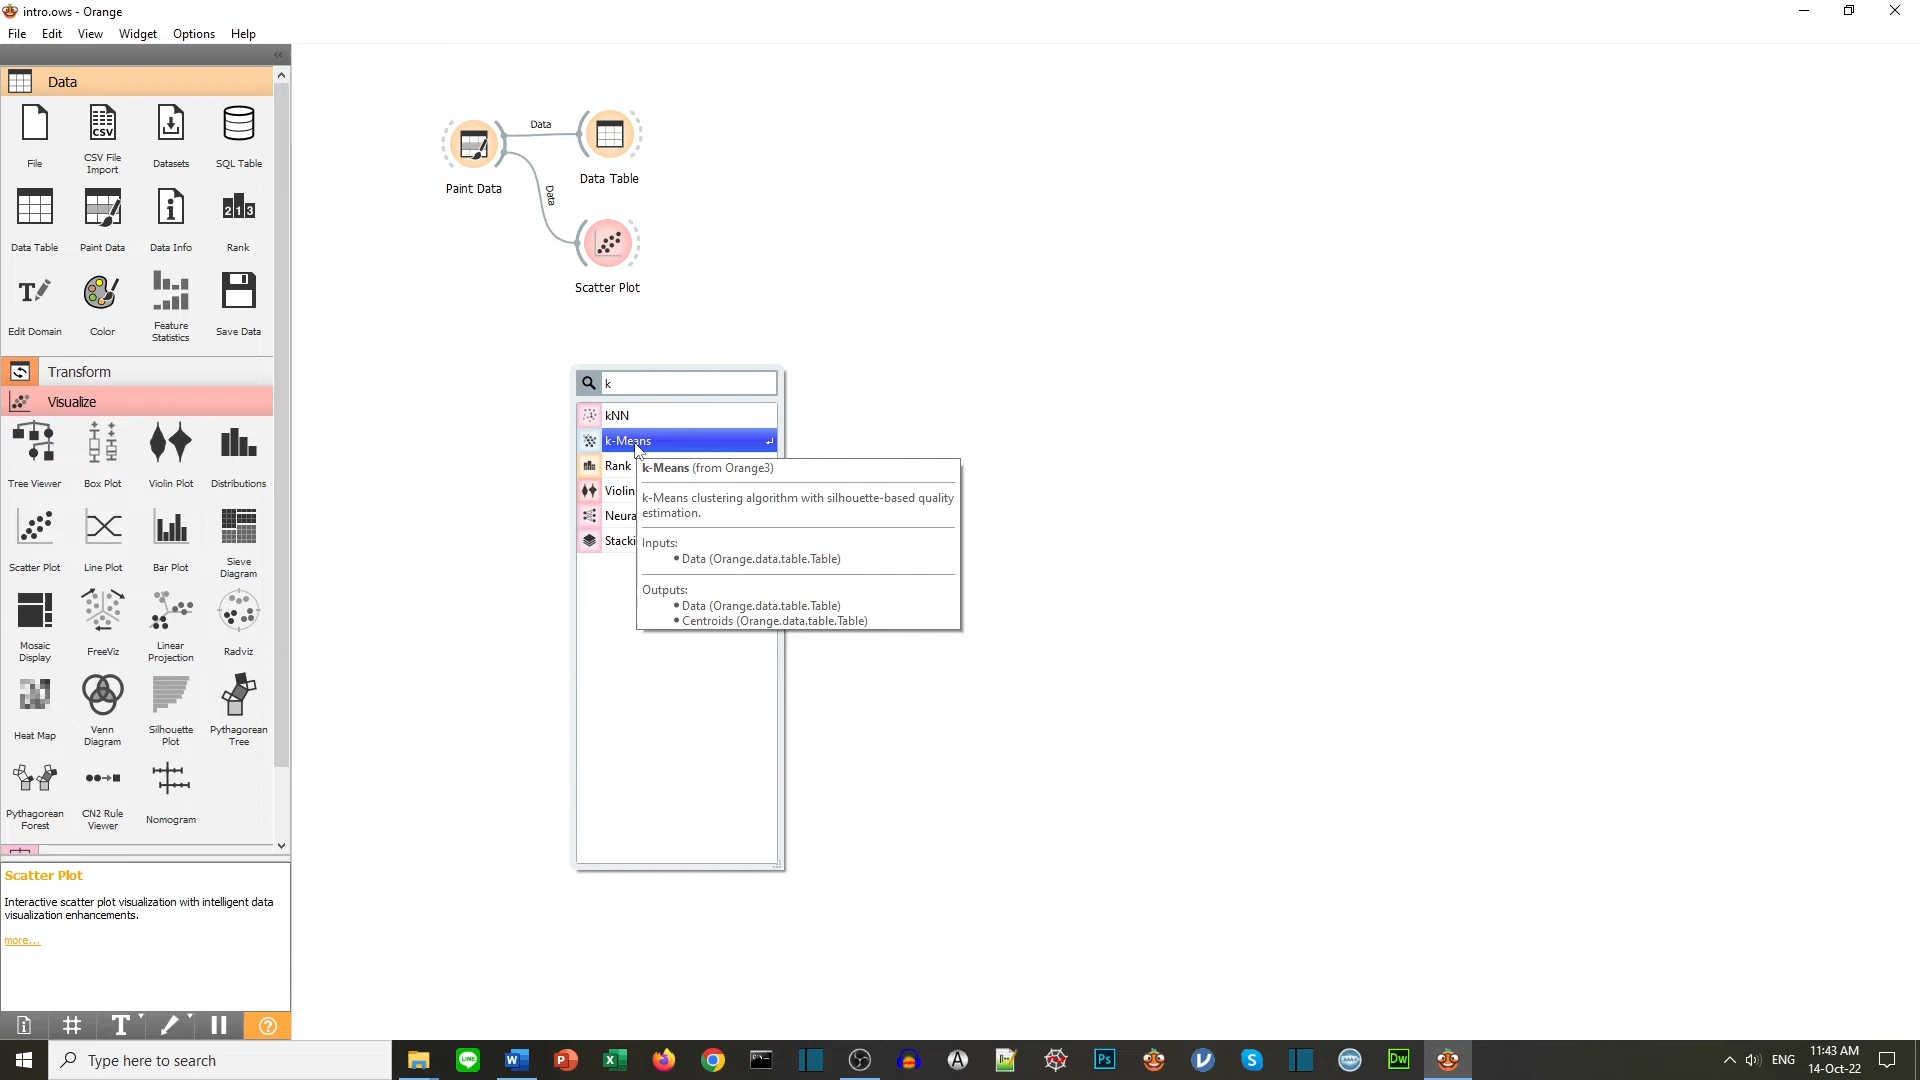 intro.ows - Orange
File Edit View Widget Options Help
Data
File
CSV File
Import
Datasets
SQL Table
Data Table
Paint Data
Data Info
Rank
Edit Domain
Color
Feature
Statistics
Save Data
Transform
Visualize
Tree Viewer
Box Plot
Violin Plot
Distributions
Scatter Plot
Line Plot
Bar Plot
Sieve
Diagram
Mosaic
Display
FreeViz
Linear
Projection
Radviz
Heat Map
Venn
Diagram
Silhouette
Plot
Pythagorean
Tree
Pythagorean
Forest
CN2 Rule
Viewer
Nomogram
Scatter Plot
Interactive scatter plot visualization with intelligent data
visualization enhancements.
more...
Data
Data
Paint Data
Data Table
Scatter Plot
k
kNN
k-Means
Rank
Violin
Neura
Stacki
k-Means (from Orange3)
k-Means clustering algorithm with silhouette-based quality
estimation.
Inputs:
• Data (Orange.data.table.Table)
Outputs:
• Data (Orange.data.table.Table)
• Centroids (Orange.data.table.Table)
Type here to search
ENG
11:43 AM
14-Oct-22